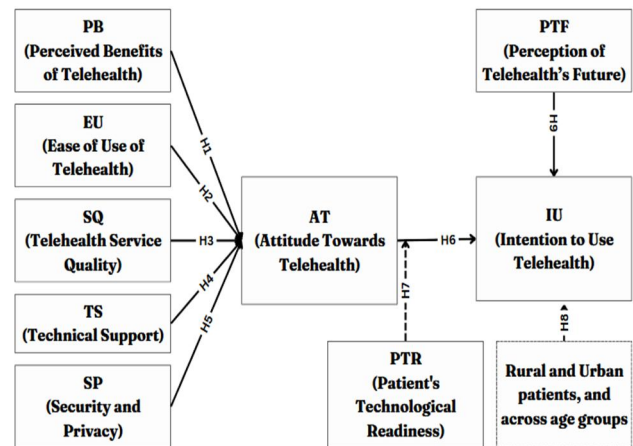 PB
(Perceived Benefits
of Telehealth)
EU
(Ease of Use of
Telehealth)
SQ
(Telehealth Service
Quality)
TS
(Technical Support)
SP
(Security and
Privacy)
H1
H2
H3
H4
H5
AT
(Attitude Towards
Telehealth)
H6
H7
PTR
(Patient's
Technological
Readiness)
PTF
(Perception of
Telehealth’s Future)
H9
IU
(Intention to Use
Telehealth)
H8
Rural and Urban
patients, and
across age groups